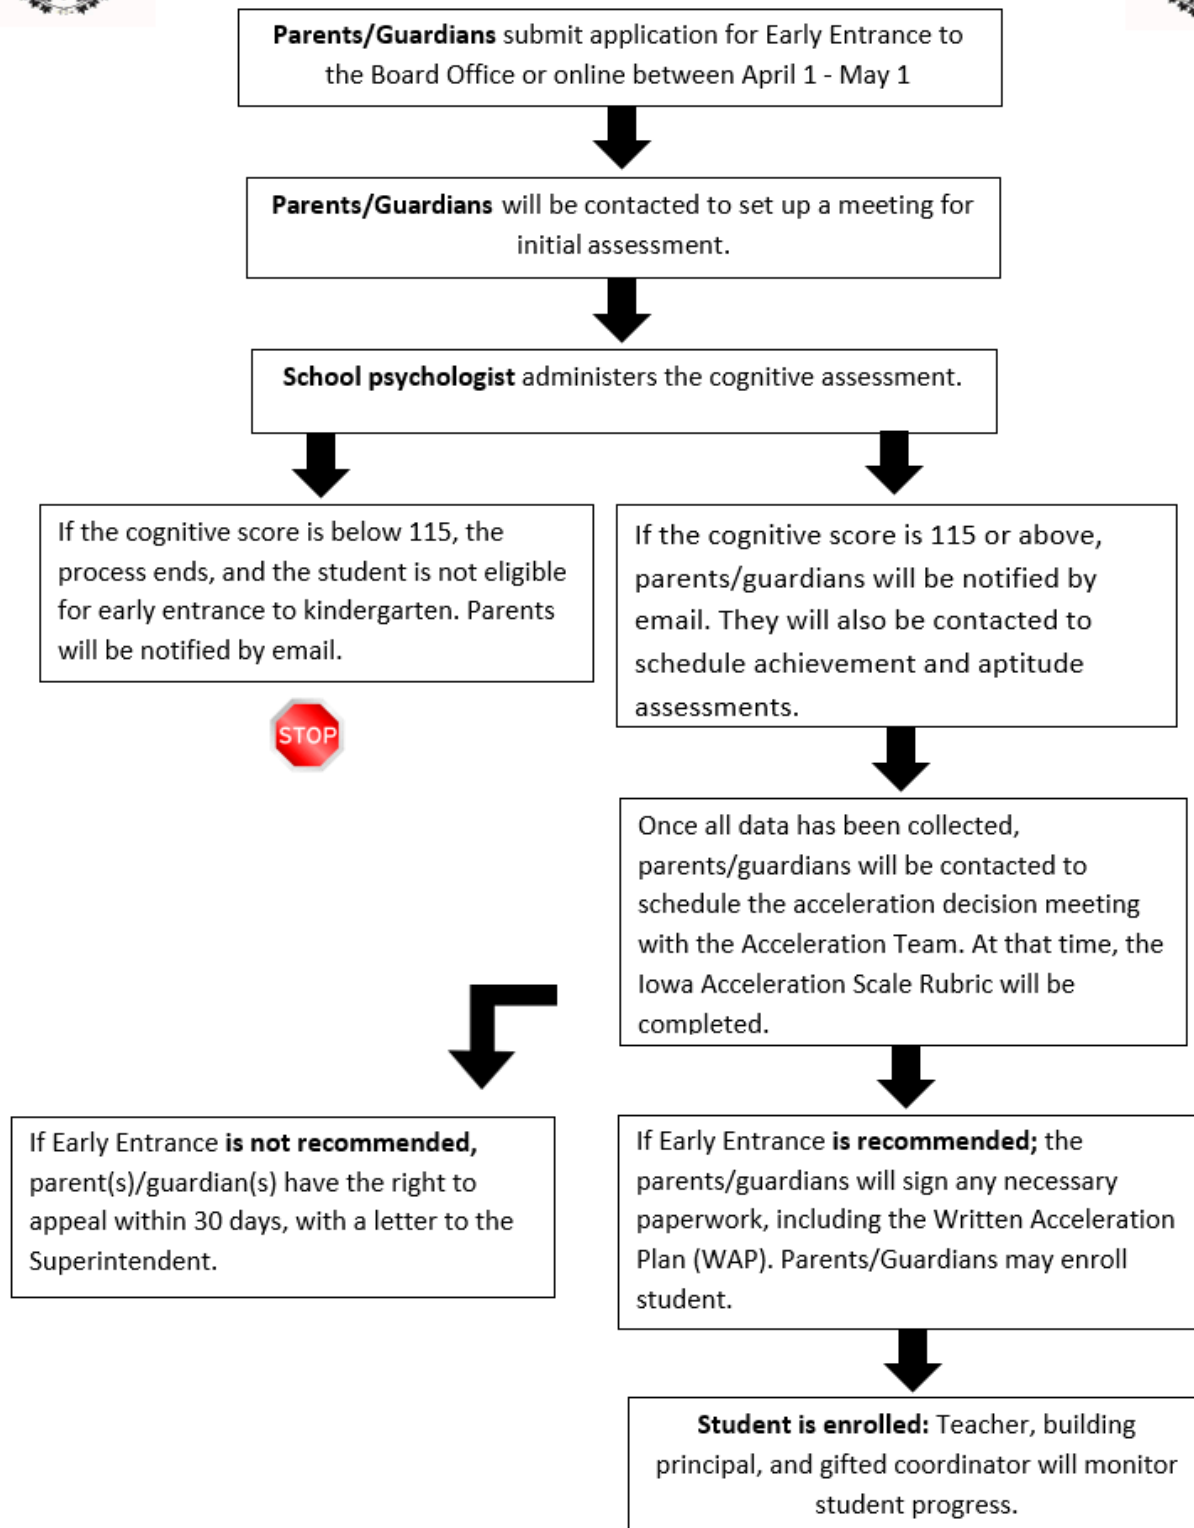 Parents/Guardians submit application for Early Entrance to
the Board Office or online between April 1 - May 1
Parents/Guardians will be contacted to set up a meeting for
initial assessment.
School psychologist administers the cognitive assessment.
If the cognitive score is below 115, the
process ends, and the student is not eligible
for early entrance to kindergarten. Parents
will be notified by email.
STOP
If the cognitive score is 115 or above,
parents/guardians will be notified by
email. They will also be contacted to
schedule achievement and aptitude
assessments.
Once all data has been collected,
parents/guardians will be contacted to
schedule the acceleration decision meeting
with the Acceleration Team. At that time, the
Iowa Acceleration Scale Rubric will be
completed.
If Early Entrance is not recommended,
parent(s)/guardian(s) have the right to
appeal within 30 days, with a letter to the
Superintendent.
If Early Entrance is recommended; the
parents/guardians will sign any necessary
paperwork, including the Written Acceleration
Plan (WAP). Parents/Guardians may enroll
student.
Student is enrolled: Teacher, building
principal, and gifted coordinator will monitor
student progress.